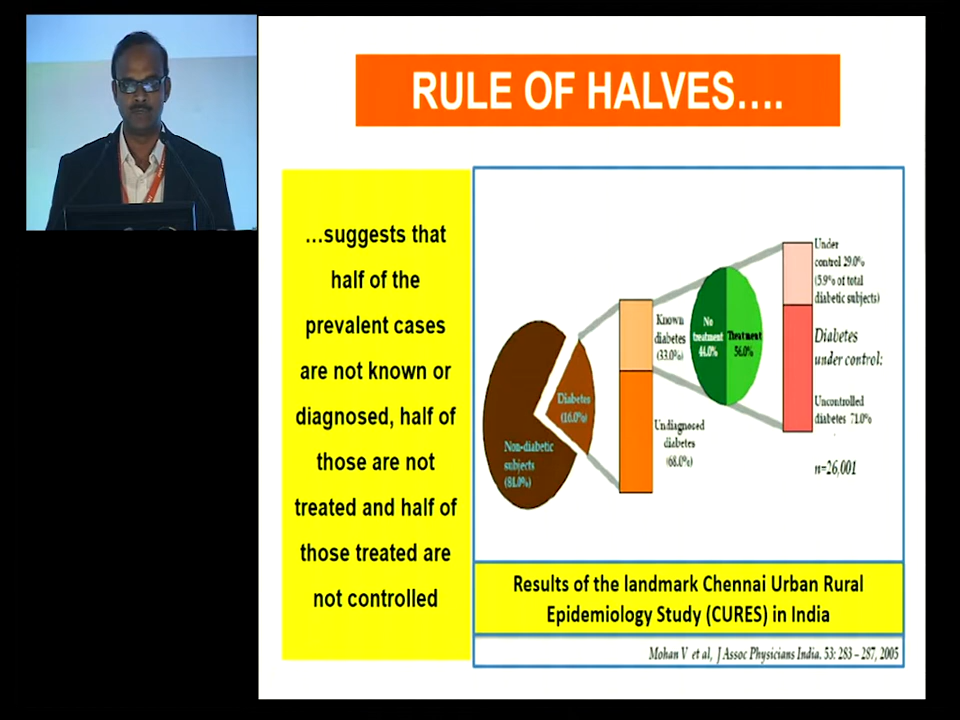 RULE OF HALVES....
...suggests that
half of the
prevalent cases
are not known or
diagnosed, half of
those are not
treated and half of
those treated are
not controlled
Non-diabetic
subjects
(84.0%)
Diabetes
(16.0%)
Known
diabetes
(33.0%)
Undiagnosed
diabetes
(68.0%)
No
treatment
44.0%
Treatment
56.0%
Under
control 29.0%
(5.9% of total
diabetic subjects)
Diabetes
under control:
Uncontrolled
diabetes 71.0%
n=26,001
Results of the landmark Chennai Urban Rural
Epidemiology Study (CURES) in India
Mohan V et al, J Assoc Physicians India. 53: 283 – 287, 2005